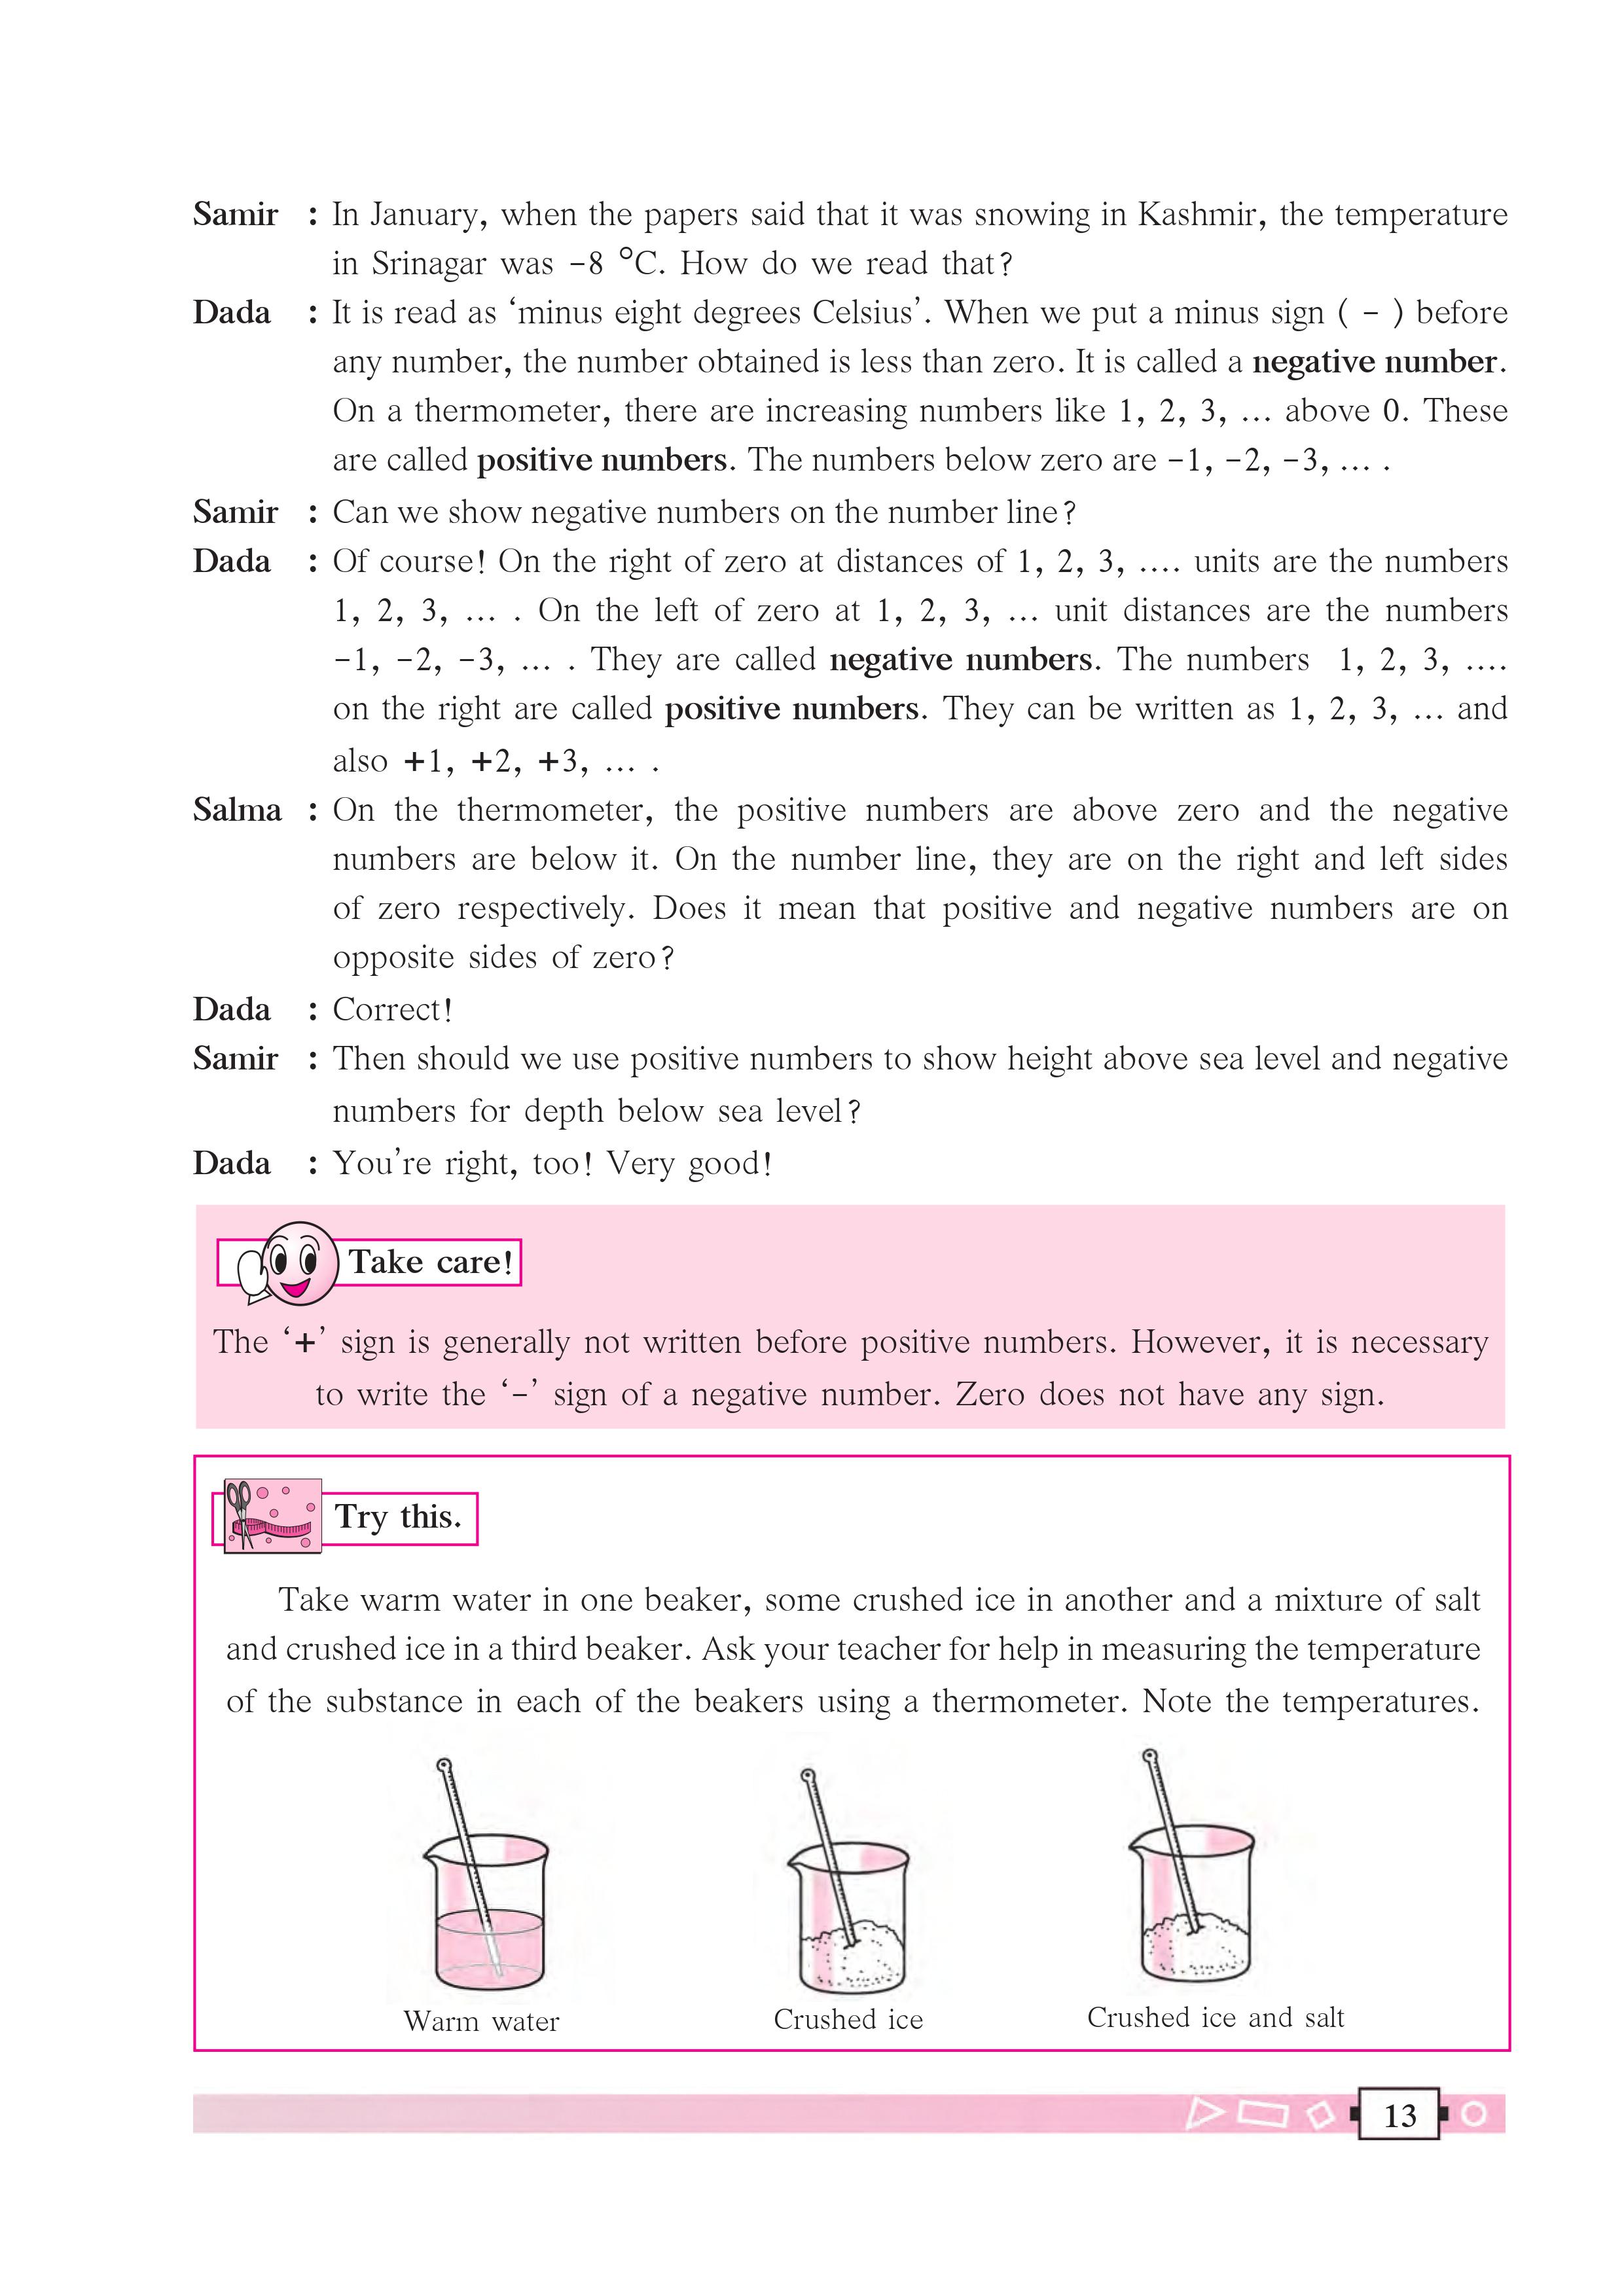 Samir : In January, when the papers said that it was snowing in Kashmir, the temperature
in Srinagar was -8 °C. How do we read that?
Dada : It is read as ‘minus eight degrees Celsius’. When we put a minus sign ( - ) before
any number, the number obtained is less than zero. It is called a negative number.
On a thermometer, there are increasing numbers like 1, 2, 3, ... above 0. These
are called positive numbers. The numbers below zero are -1, -2, -3, ... .
Samir : Can we show negative numbers on the number line?
Dada : Of course! On the right of zero at distances of 1, 2, 3, .... units are the numbers
1, 2, 3, ... . On the left of zero at 1, 2, 3, ... unit distances are the numbers
-1, -2, -3, ... . They are called negative numbers. The numbers 1, 2, 3, ....
on the right are called positive numbers. They can be written as 1, 2, 3, ... and
also +1, +2, +3, ... .
Salma : On the thermometer, the positive numbers are above zero and the negative
numbers are below it. On the number line, they are on the right and left sides
of zero respectively. Does it mean that positive and negative numbers are on
opposite sides of zero?
Dada : Correct!
Samir : Then should we use positive numbers to show height above sea level and negative
numbers for depth below sea level?
Dada : You’re right, too! Very good!
Take care!
The ‘+’ sign is generally not written before positive numbers. However, it is necessary
to write the ‘-’ sign of a negative number. Zero does not have any sign.
Try this.
Take warm water in one beaker, some crushed ice in another and a mixture of salt
and crushed ice in a third beaker. Ask your teacher for help in measuring the temperature
of the substance in each of the beakers using a thermometer. Note the temperatures.
Warm water
Crushed ice
Crushed ice and salt
13